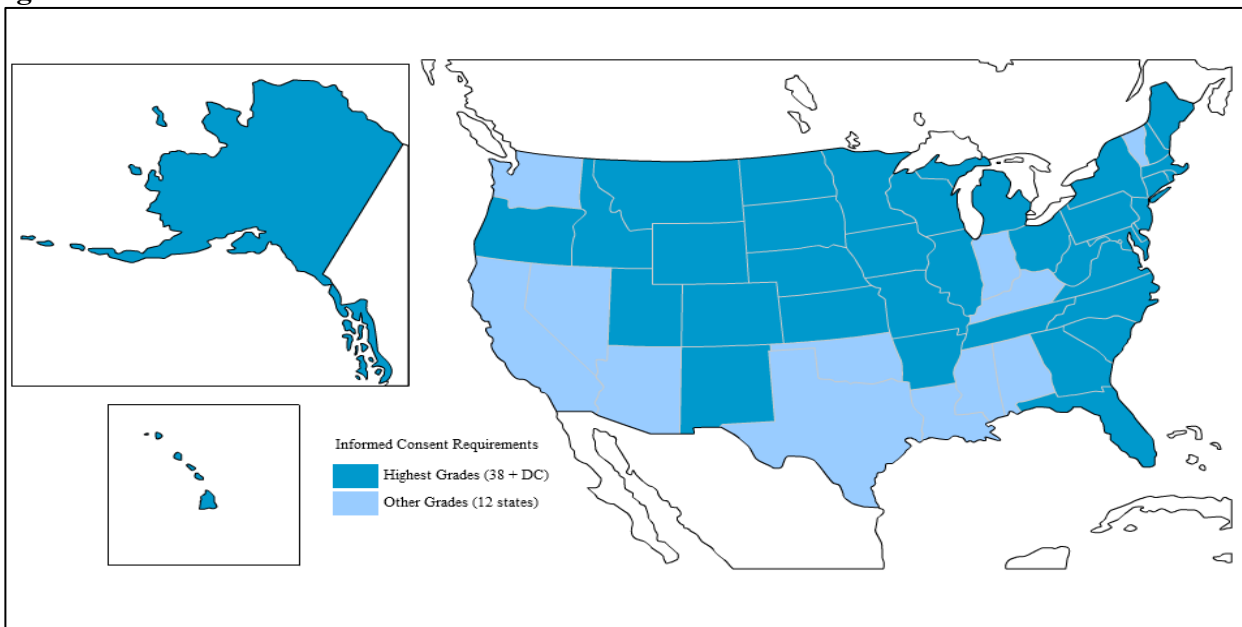 Informed Consent Requirements
Highest Grades (38 + DC)
Other Grades (12 states)